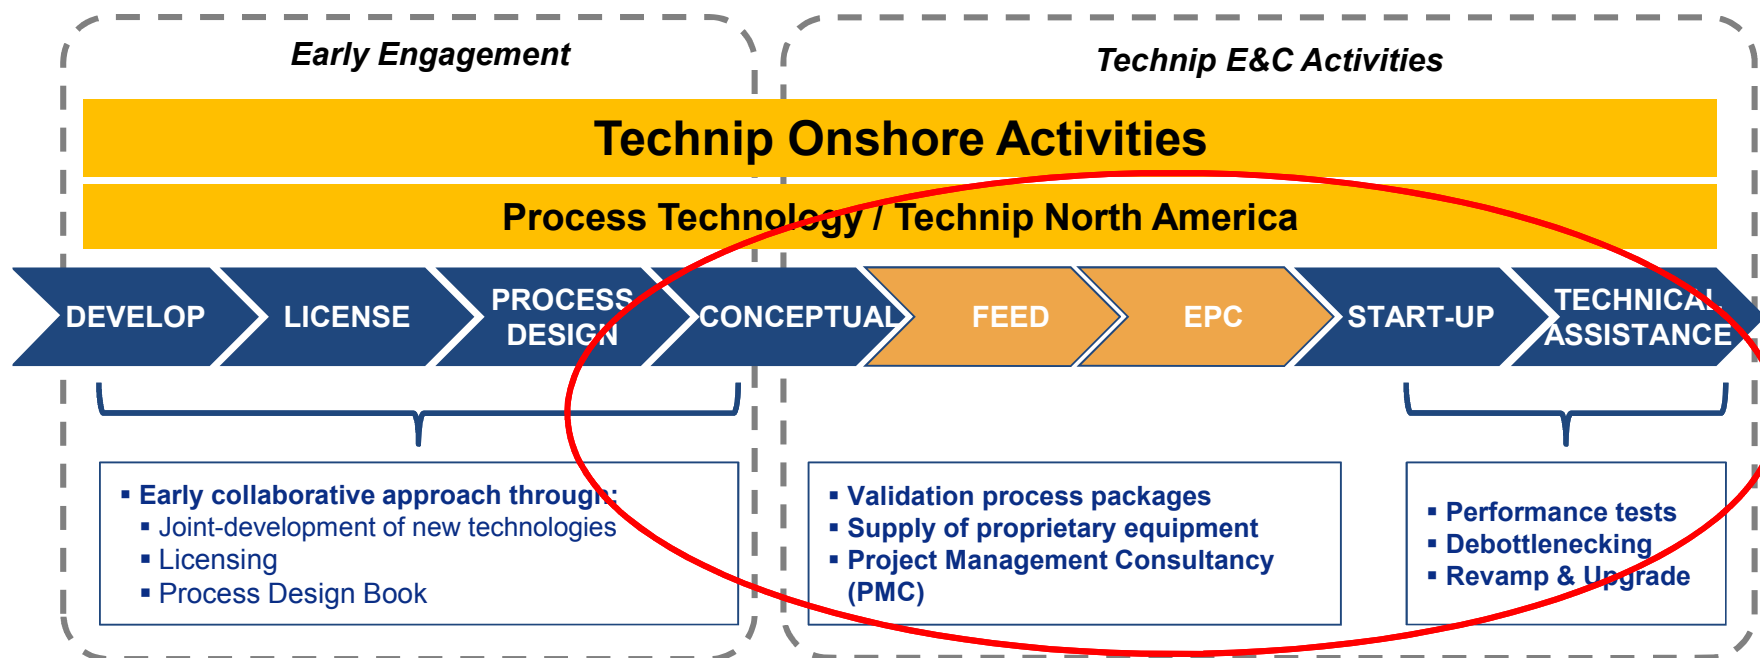 Early Engagement
Technip E&C Activities
Technip Onshore Activities
Process Technology / Technip North America
DEVELOP
LICENSE
PROCESS
DESIGN
CONCEPTUAL
FEED
EPC
START-UP
TECHNICAL
ASSISTANCE
▪ Early collaborative approach through:
▪ Joint-development of new technologies
▪ Licensing
▪ Process Design Book
▪ Validation process packages
▪ Supply of proprietary equipment
▪ Project Management Consultancy
(PMC)
▪ Performance tests
▪ Debottlenecking
▪ Revamp & Upgrade